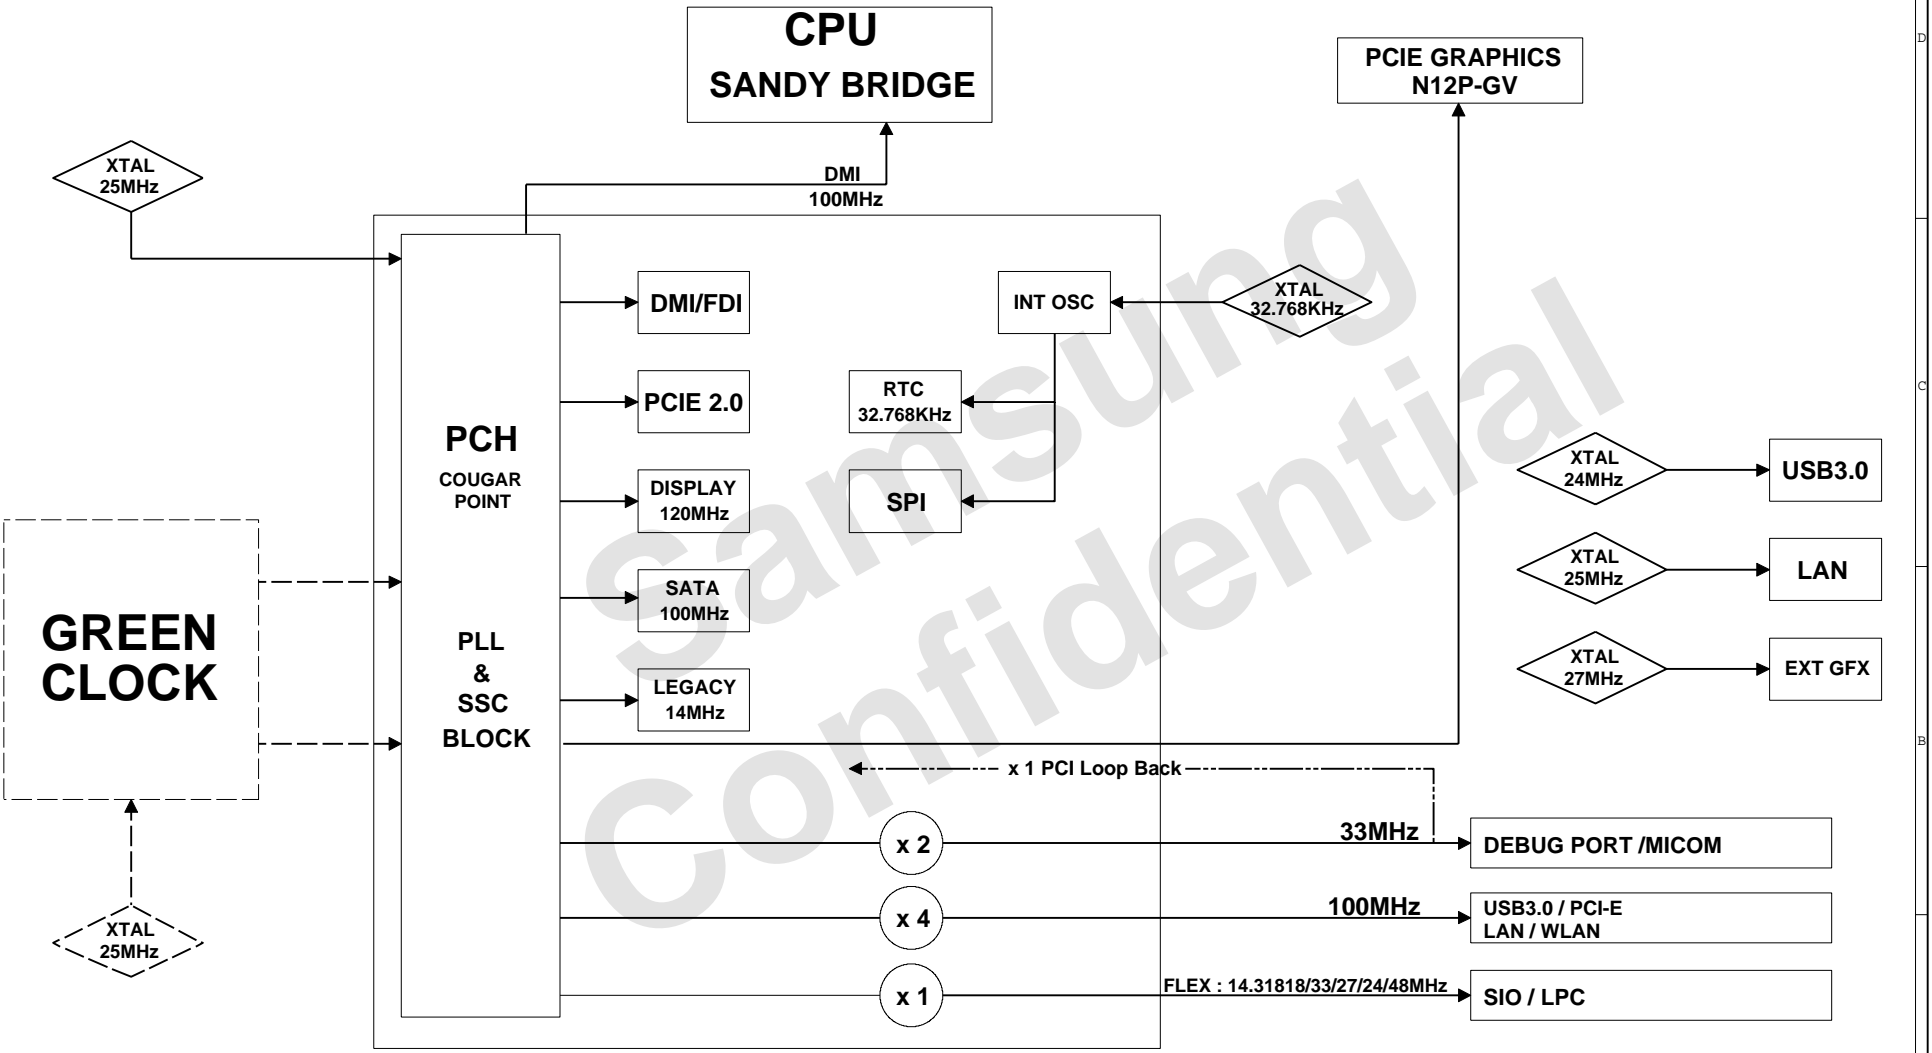 CPU
SANDY BRIDGE
PCIE GRAPHICS
N12P-GV
D
XTAL
25MHz
DMI
100MHz
DMI/FDI
INT OSC
XTAL
32.768KHz
PCIE 2.0
RTC
32.768KHz
C
PCH
COUGAR
POINT
DISPLAY
120MHz
SPI
XTAL
24MHz
USB3.0
XTAL
25MHz
LAN
SATA
100MHz
GREEN
CLOCK
PLL
&
SSC
BLOCK
XTAL
27MHz
EXT GFX
LEGACY
14MHz
B
x 1 PCI Loop Back
x 2
33MHz
DEBUG PORT /MICOM
x 4
100MHz
USB3.0 / PCI-E
LAN / WLAN
XTAL
25MHz
x 1
FLEX : 14.31818/33/27/24/48MHz
SIO / LPC
Samsung
Confidential